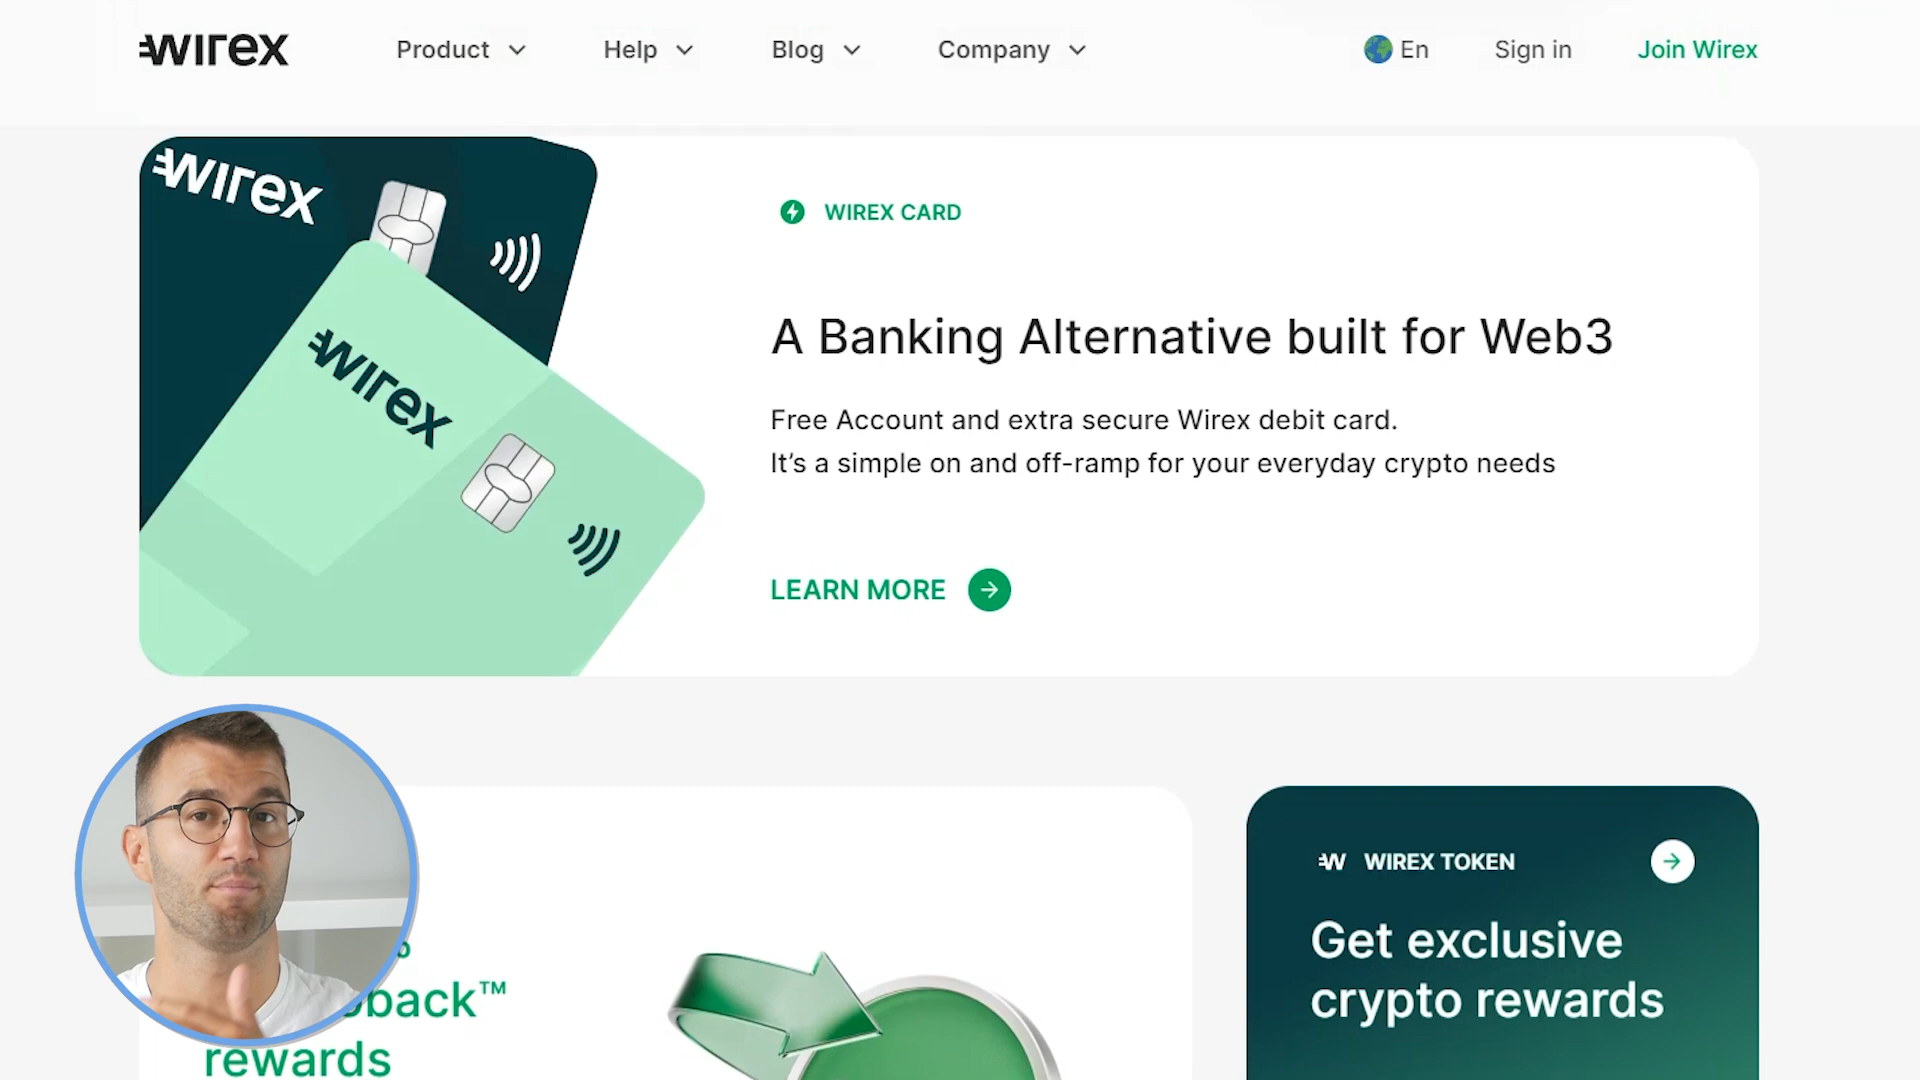 wirex
Product
Help
Blog
Company
En
Sign in
Join Wirex
wirex
wirex
WIREX CARD
A Banking Alternative built for Web3
Free Account and extra secure Wirex debit card.
It’s a simple on and off-ramp for your everyday crypto needs
LEARN MORE
back™
rewards
W WIREX TOKEN
Get exclusive
crypto rewards